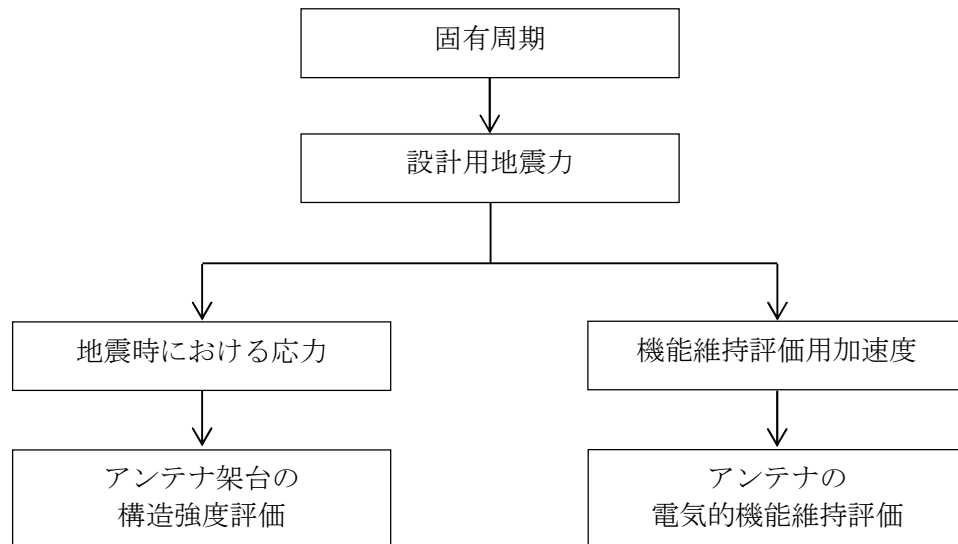 固有周期
設計用地震力
地震時における応力
機能維持評価用加速度
アンテナ架台の
構造強度評価
アンテナの
電気的機能維持評価